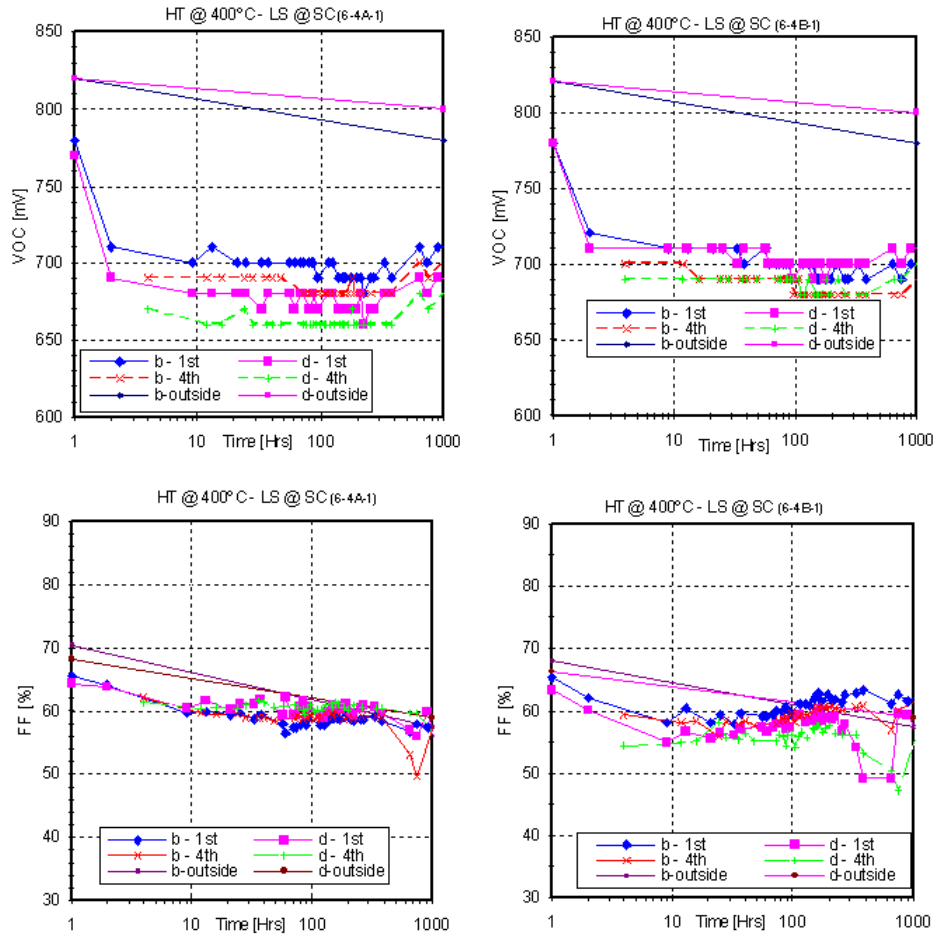 HT @ 400°C - LS @ SC (6-4A-1)
850
800
750
700
650
600
VOC [mV]
b - 1st
d - 1st
b - 4th
d - 4th
b-outside
d-outside
1
10
100
1000
Time [Hrs]
HT @ 400°C - LS @ SC (6-4B-1)
850
800
750
700
650
600
VOC [mV]
b - 1st
d - 1st
b - 4th
d - 4th
b-outside
d-outside
1
10
100
1000
Time [Hrs]
HT @ 400°C - LS @ SC (6-4A-1)
90
80
70
60
50
40
30
FF [%]
b - 1st
d - 1st
b - 4th
d - 4th
b-outside
d-outside
1
10
100
1000
Time [Hrs]
HT @ 400°C - LS @ SC (6-4B-1)
90
80
70
60
50
40
30
FF [%]
b - 1st
d - 1st
b - 4th
d - 4th
b-outside
d-outside
1
10
100
1000
Time [Hrs]